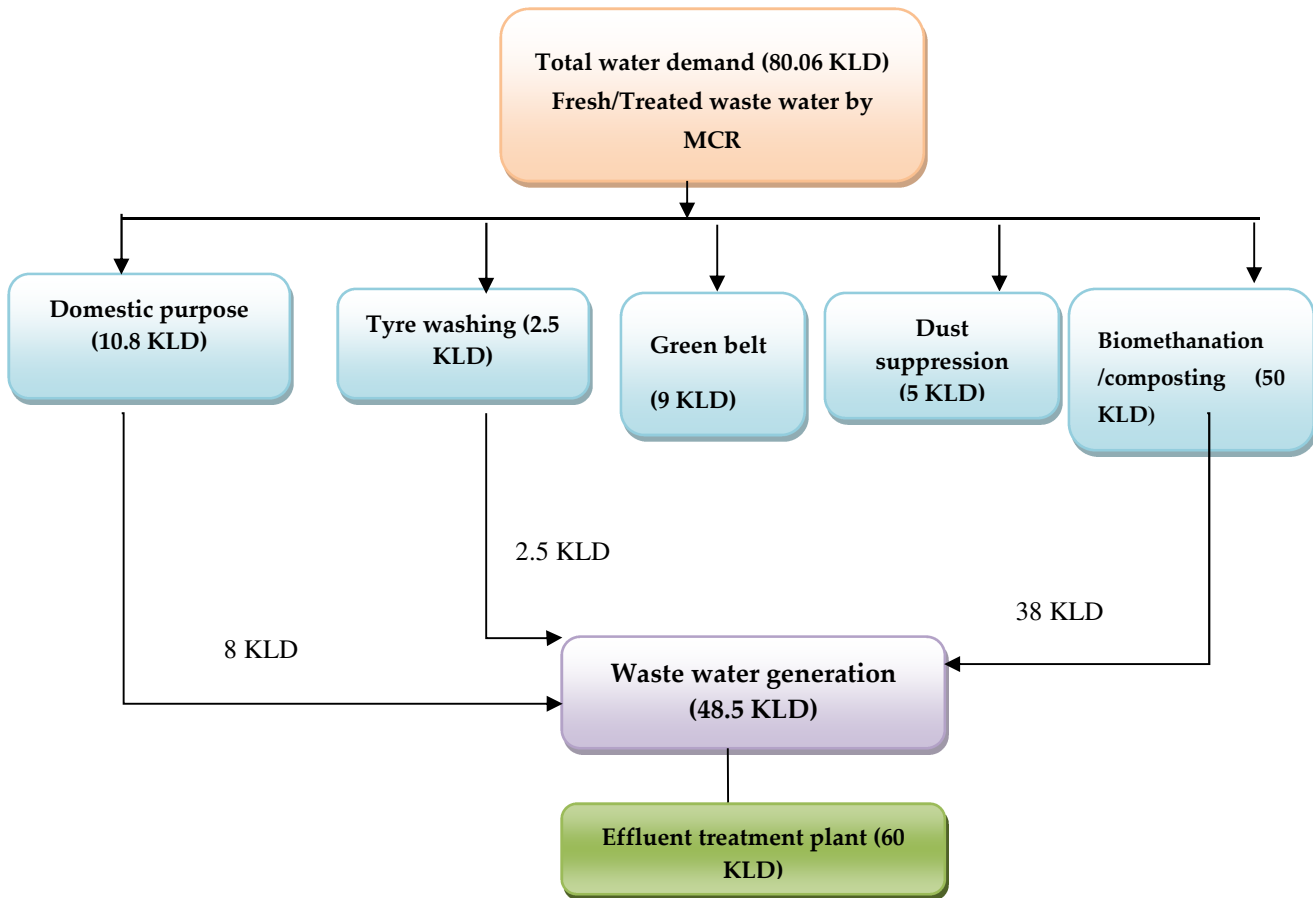 Total water demand (80.06 KLD)
Fresh/Treated waste water by
MCR
Domestic purpose
(10.8 KLD)
Tyre washing (2.5
KLD)
Green belt
(9 KLD)
Dust
suppression
(5 KLD)
Biomethanation
/composting (50
KLD)
2.5 KLD
38 KLD
8 KLD
Waste water generation
(48.5 KLD)
Effluent treatment plant (60
KLD)